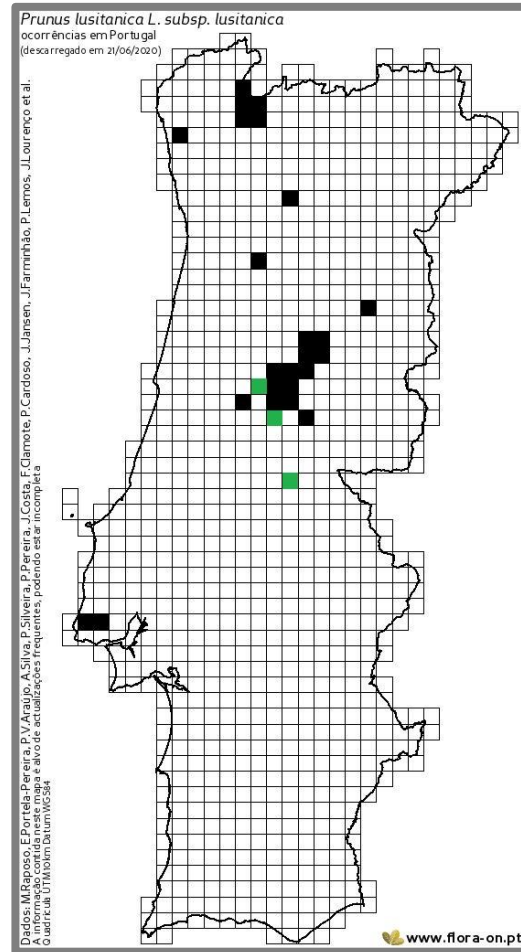 Prunus lusitanica L. subsp. lusitanica
ocorrências em Portugal
(descarregado em 21/06/2020)
Dados: M.Raposo, E.Portela-Pereira, P.V.Araújo, A.Silva, P.Silveira, P.Pereira, J.Costa, F.Clamote, P.Cardoso, J.Jansen, J.Farminhão, P.Lemos, J.Lourenço et al.
A informação contida neste mapa é alvo de actualizações frequentes, podendo estar incompleta
Quadrícula UTM 10km Datum WGS84
www.flora-on.pt